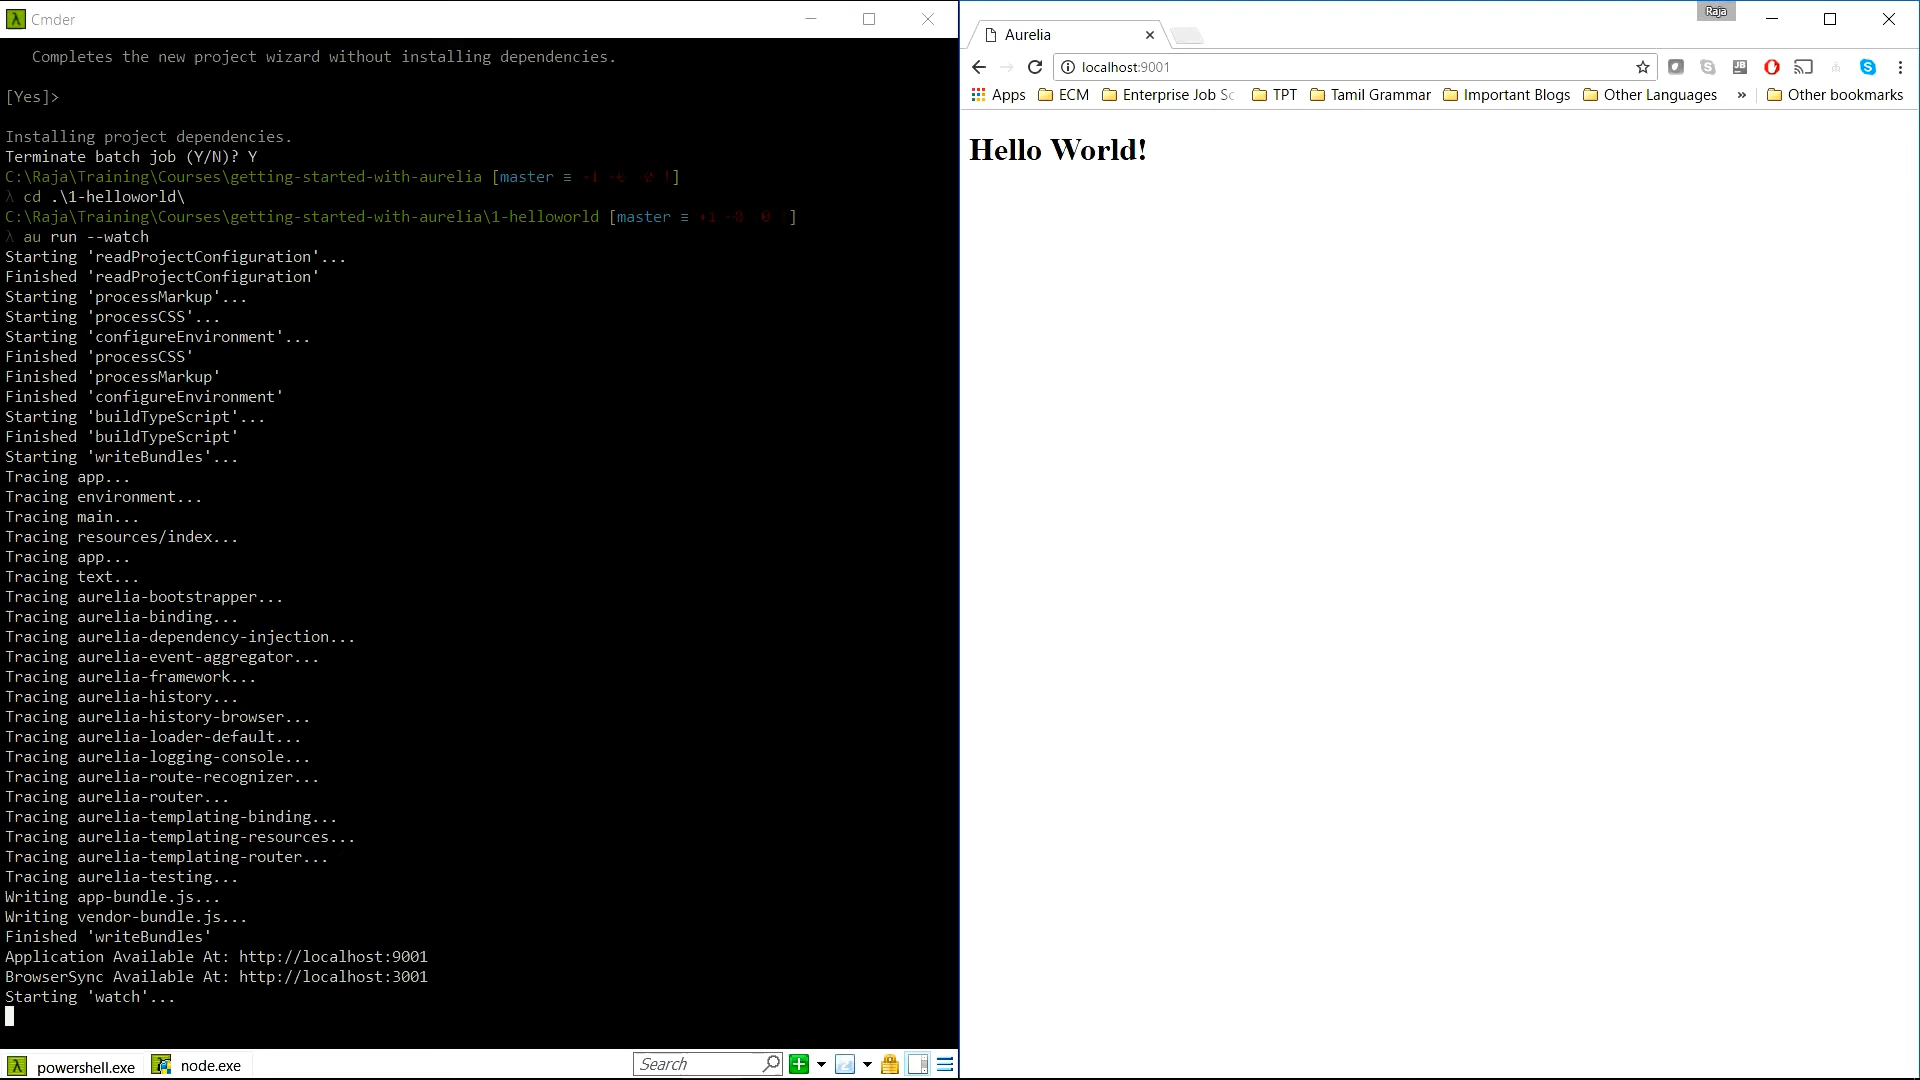 Cmder
Completes the new project wizard without installing dependencies.
[Yes]>
Installing project dependencies.
Terminate batch job (Y/N)? Y
C:\Raja\Training\Courses\getting-started-with-aurelia [master ≡ !]
λ cd .\1-helloworld\
C:\Raja\Training\Courses\getting-started-with-aurelia\1-helloworld [master ≡ +1 ]
λ au run --watch
Starting 'readProjectConfiguration'...
Finished 'readProjectConfiguration'
Starting 'processMarkup'...
Starting 'processCSS'...
Starting 'configureEnvironment'...
Finished 'processCSS'
Finished 'processMarkup'
Finished 'configureEnvironment'
Starting 'buildTypeScript'...
Finished 'buildTypeScript'
Starting 'writeBundles'...
Tracing app...
Tracing environment...
Tracing main...
Tracing resources/index...
Tracing app...
Tracing text...
Tracing aurelia-bootstrapper...
Tracing aurelia-binding...
Tracing aurelia-dependency-injection...
Tracing aurelia-event-aggregator...
Tracing aurelia-framework...
Tracing aurelia-history...
Tracing aurelia-history-browser...
Tracing aurelia-loader-default...
Tracing aurelia-logging-console...
Tracing aurelia-route-recognizer...
Tracing aurelia-router...
Tracing aurelia-templating-binding...
Tracing aurelia-templating-resources...
Tracing aurelia-templating-router...
Tracing aurelia-testing...
Writing app-bundle.js...
Writing vendor-bundle.js...
Finished 'writeBundles'
Application Available At: http://localhost:9001
BrowserSync Available At: http://localhost:3001
Starting 'watch'...
powershell.exe node.exe Search
Raja
Aurelia
localhost:9001
Apps ECM Enterprise Job Sc TPT Tamil Grammar Important Blogs Other Languages » Other bookmarks
Hello World!